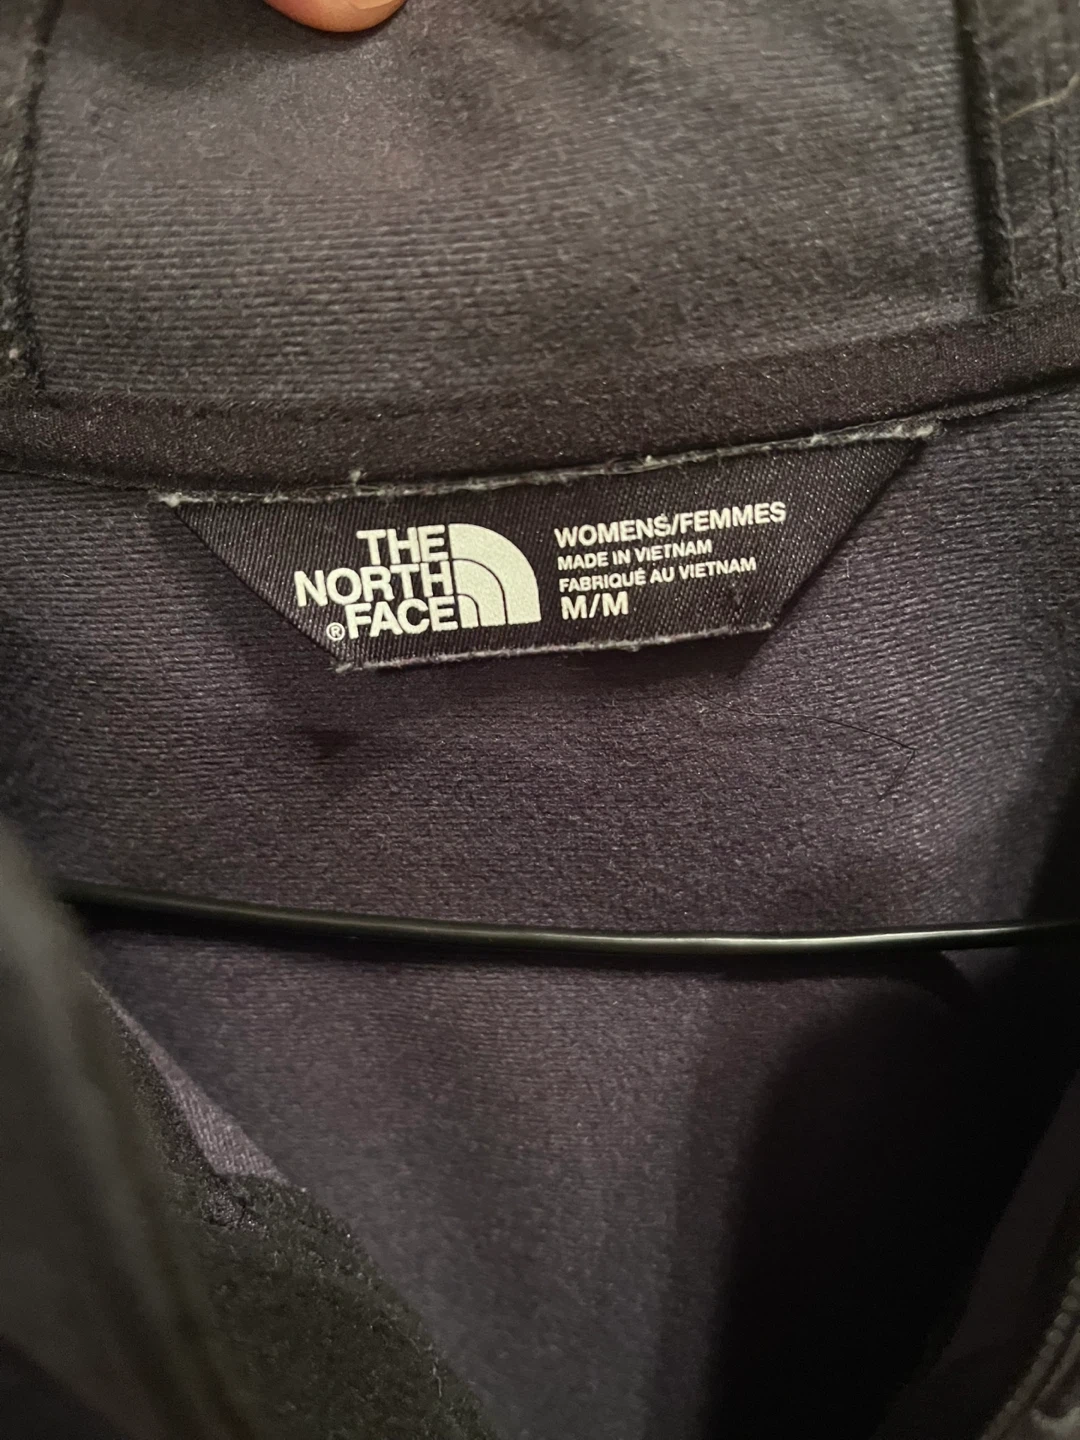 THE
NORTH
®FACE
WOMENS/FEMMES
MADE IN VIETNAM
FABRIQUÉ AU VIETNAM
M/M